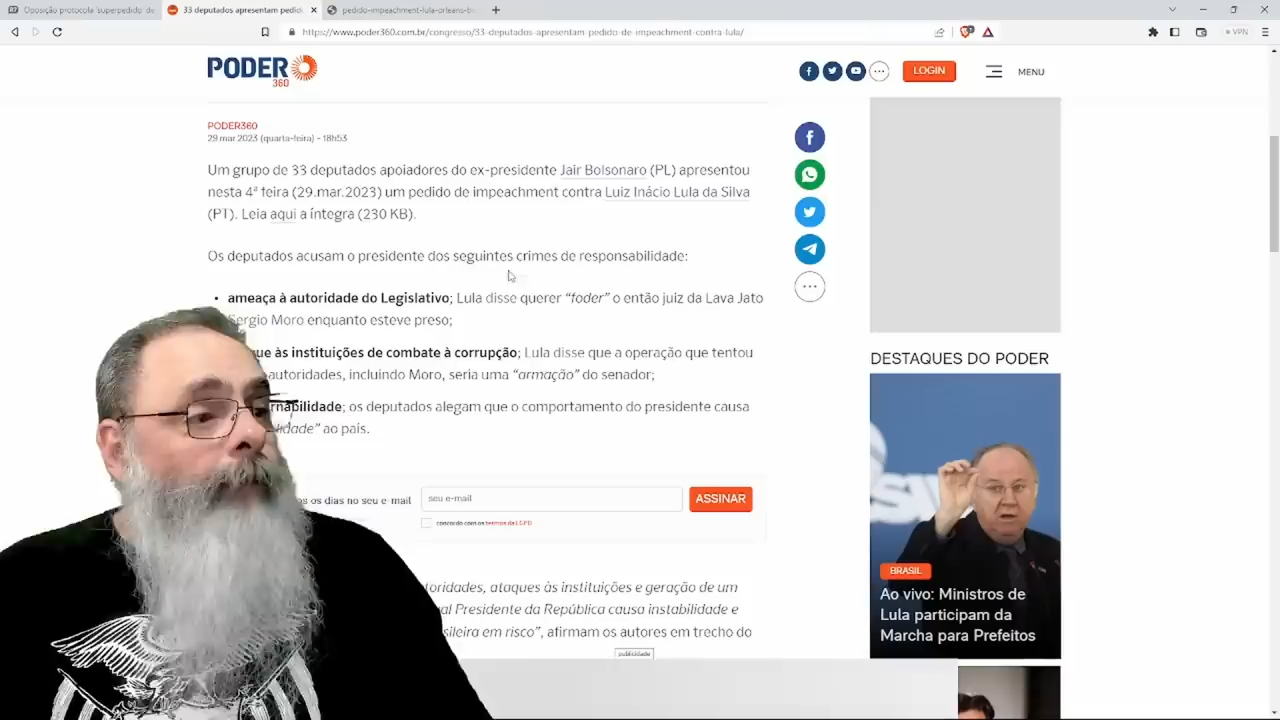 Oposição protocola 'superpedido' de
33 deputados apresentam pedido
pedido-impeachment-lula-orleans-b
https://www.poder360.com.br/congresso/33-deputados-apresentam-pedido-de-impeachment-contra-lula/
VPN
PODER
360
LOGIN
MENU
PODER360
29.mar.2023 (quarta-feira) - 18h53
Um grupo de 33 deputados apoiadores do ex-presidente Jair Bolsonaro (PL) apresentou
nesta 4ª feira (29.mar.2023) um pedido de impeachment contra Luiz Inácio Lula da Silva
(PT). Leia aqui a íntegra (230 KB).
Os deputados acusam o presidente dos seguintes crimes de responsabilidade:
• ameaça à autoridade do Legislativo; Lula disse querer “foder” o então juiz da Lava Jato
Sergio Moro enquanto esteve preso;
que às instituições de combate à corrupção; Lula disse que a operação que tentou
autoridades, incluindo Moro, seria uma “armação” do senador;
rnabilidade; os deputados alegam que o comportamento do presidente causa
lidade” ao país.
os os dias no seu e-mail
seu e-mail
ASSINAR
concordo com os termos da LGPD
toridades, ataques às instituições e geração de um
al Presidente da República causa instabilidade e
sileira em risco”, afirmam os autores em trecho do
publicidade
DESTAQUES DO PODER
BRASIL
Ao vivo: Ministros de
Lula participam da
Marcha para Prefeitos